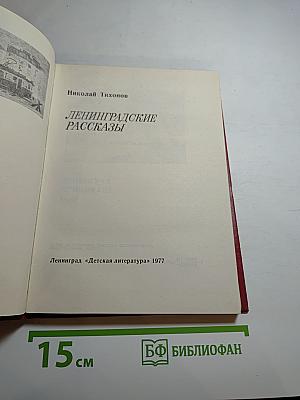 Николай Тихонов
ЛЕНИНГРАДСКИЕ
РАССКАЗЫ
Ленинград «Детская литература» 1977
15 см
БФ БИБЛИОФАН